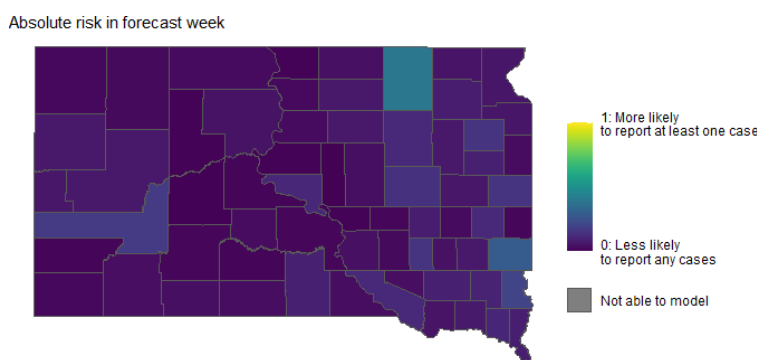 Absolute risk in forecast week
1: More likely
to report at least one case
0: Less likely
to report any cases
Not able to model